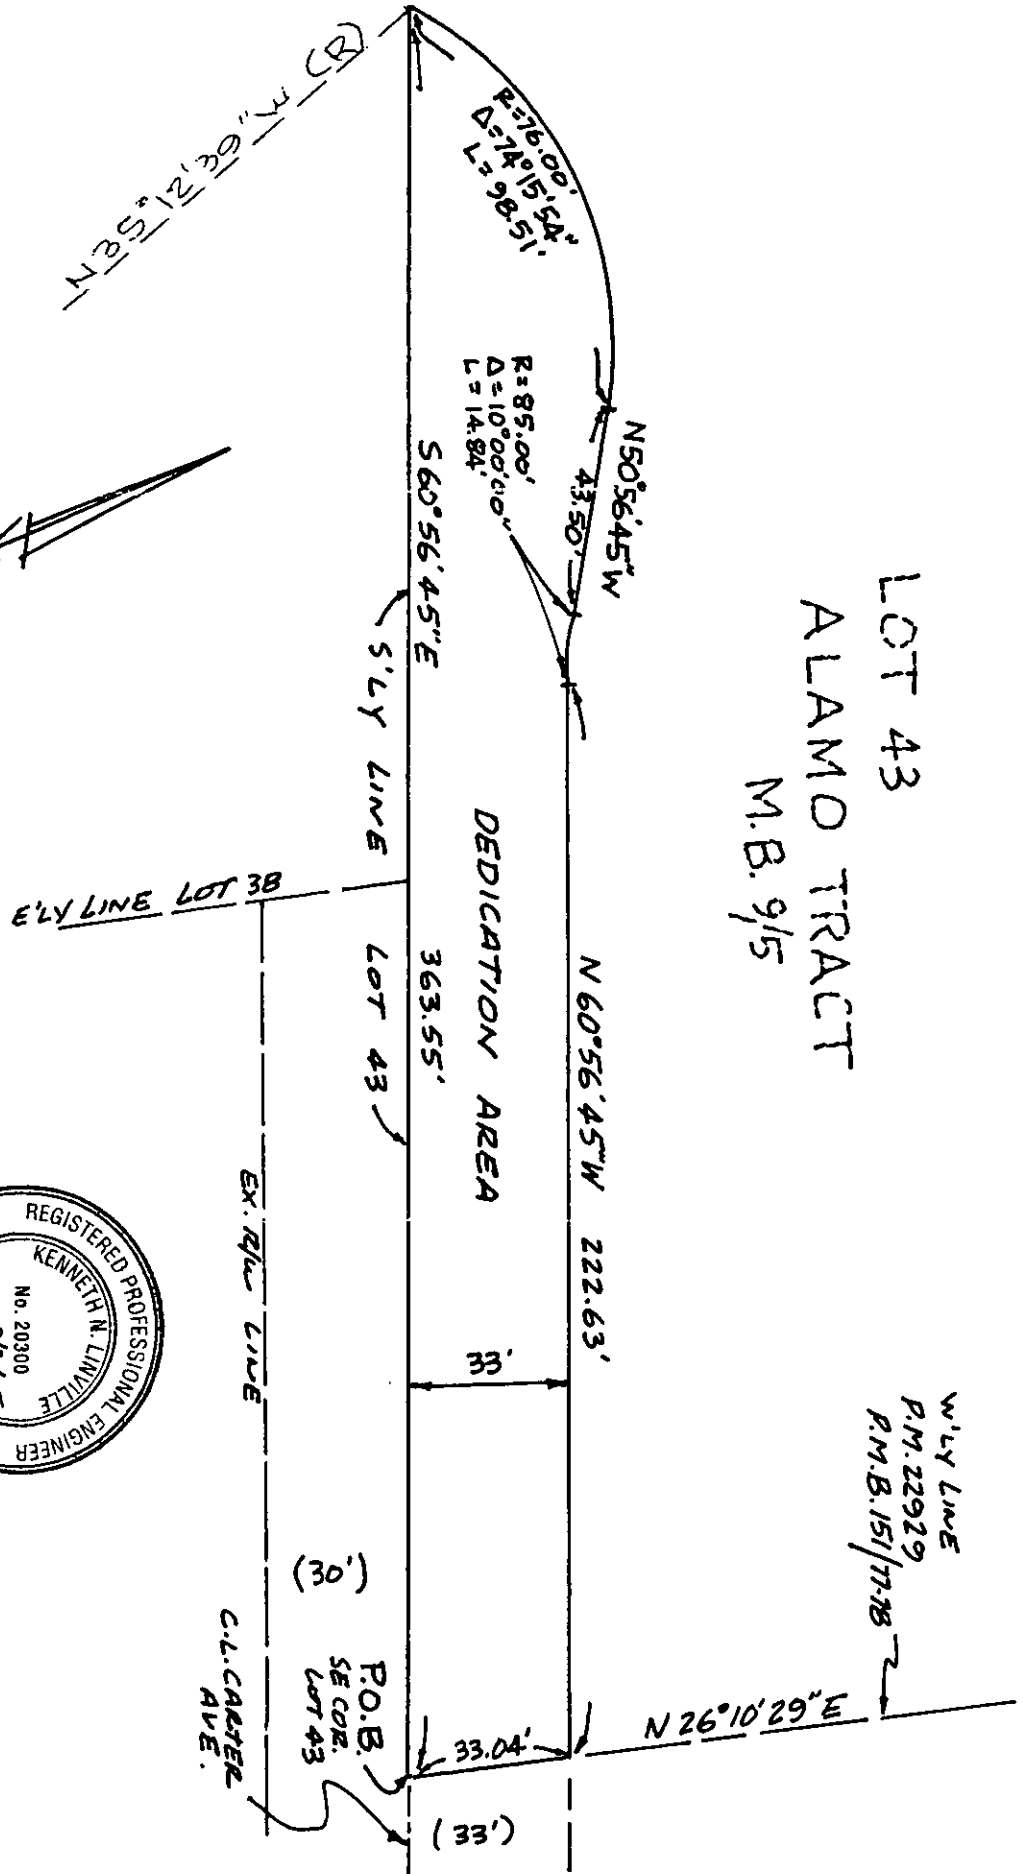 LOT 43
ALAMO TRACT
M.B. 9/5
W'LY LINE
P.M. 22929
P.M.B. 151/77-78
N 26°10'29"E
N50°56'45"W
43.50'
R=76.00'
Δ=74°15'54"
L=98.51'
R=85.00'
Δ=10°00'00"
L=14.84'
N 60°56'45"W 222.63'
DEDICATION AREA
33'
33.04'
(33')
S 60°56'45"E
363.55'
S'LY LINE LOT 43
N35°12'39"W (R)
E'LY LINE LOT 38
EX. R/W LINE
(30')
P.O.B.
SE COR.
LOT 43
C.L. CARTER
AVE.
REGISTERED PROFESSIONAL ENGINEER
KENNETH N. LINVILLE
No. 20300